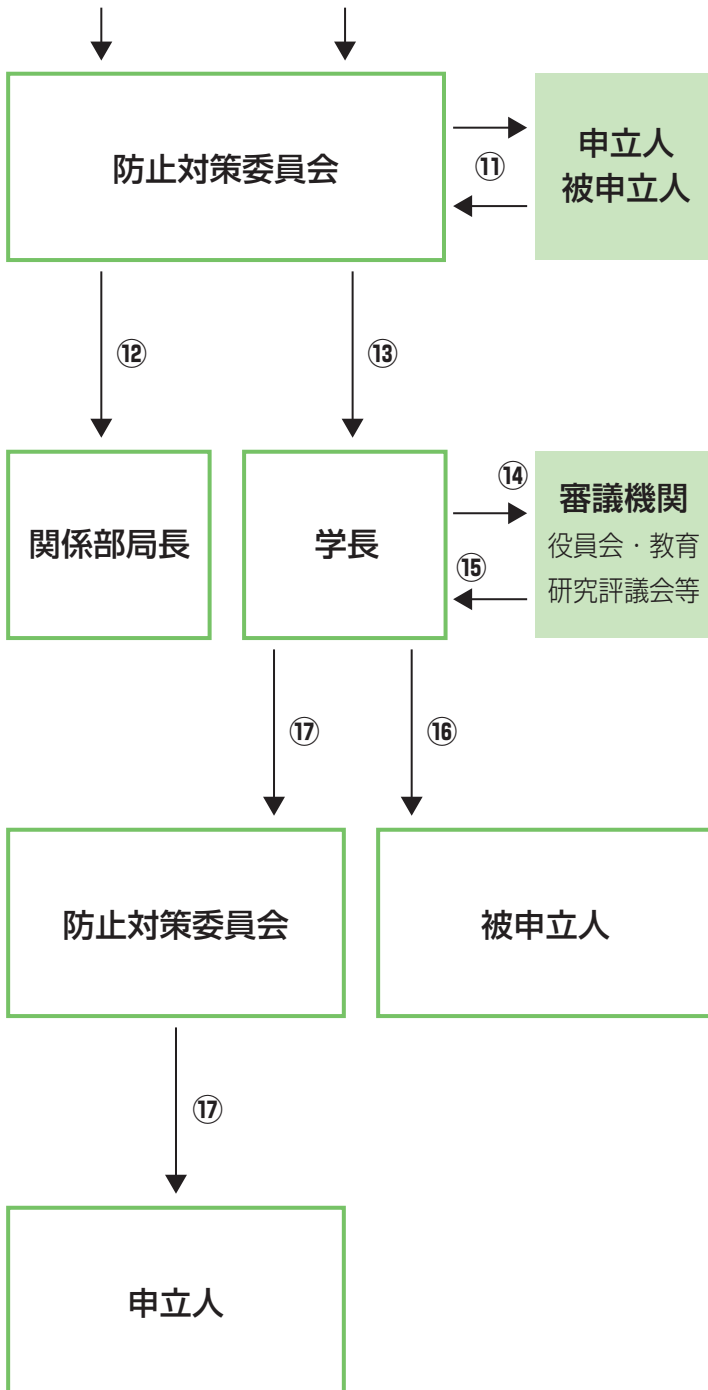 防止対策委員会
申立人
被申立人
⑪
⑫
⑬
関係部局長
学長
⑭
⑮
審議機関
役員会・教育
研究評議会等
⑰
⑯
防止対策委員会
被申立人
⑰
申立人